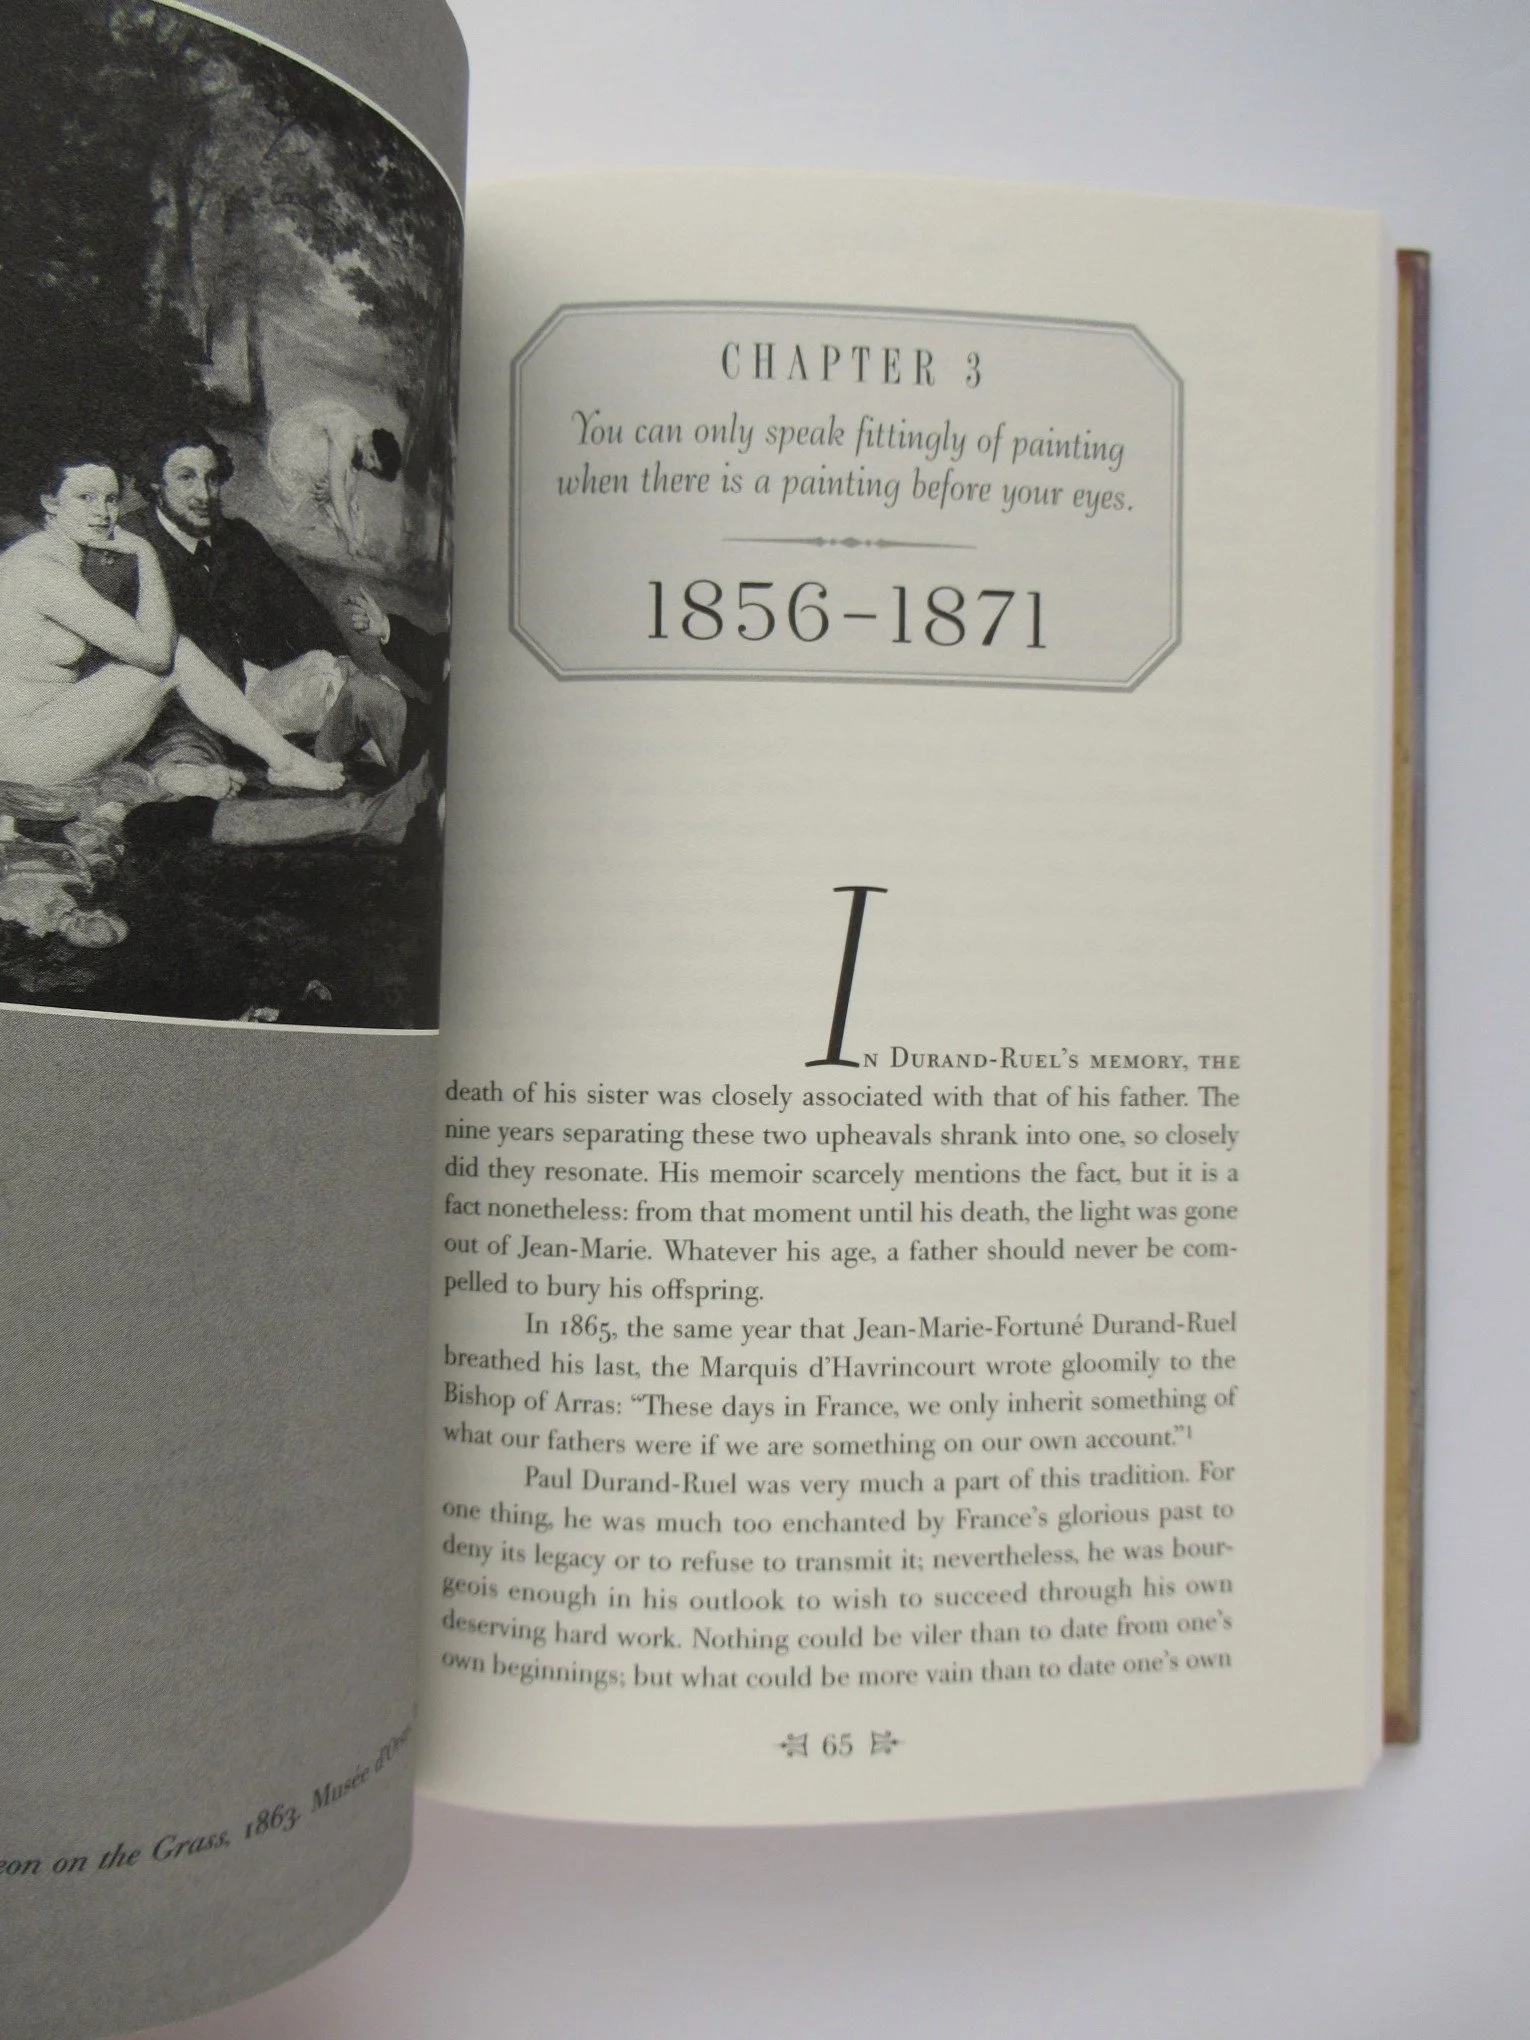 eon on the Grass, 1863. Musée d'Orsay
CHAPTER 3
You can only speak fittingly of painting
when there is a painting before your eyes.
1856–1871
IN DURAND-RUEL'S MEMORY, THE
death of his sister was closely associated with that of his father. The
nine years separating these two upheavals shrank into one, so closely
did they resonate. His memoir scarcely mentions the fact, but it is a
fact nonetheless: from that moment until his death, the light was gone
out of Jean-Marie. Whatever his age, a father should never be com-
pelled to bury his offspring.
In 1865, the same year that Jean-Marie-Fortuné Durand-Ruel
breathed his last, the Marquis d'Havrincourt wrote gloomily to the
Bishop of Arras: “These days in France, we only inherit something of
what our fathers were if we are something on our own account.”1
Paul Durand-Ruel was very much a part of this tradition. For
one thing, he was much too enchanted by France's glorious past to
deny its legacy or to refuse to transmit it; nevertheless, he was bour-
geois enough in his outlook to wish to succeed through his own
deserving hard work. Nothing could be viler than to date from one's
own beginnings; but what could be more vain than to date one's own
65